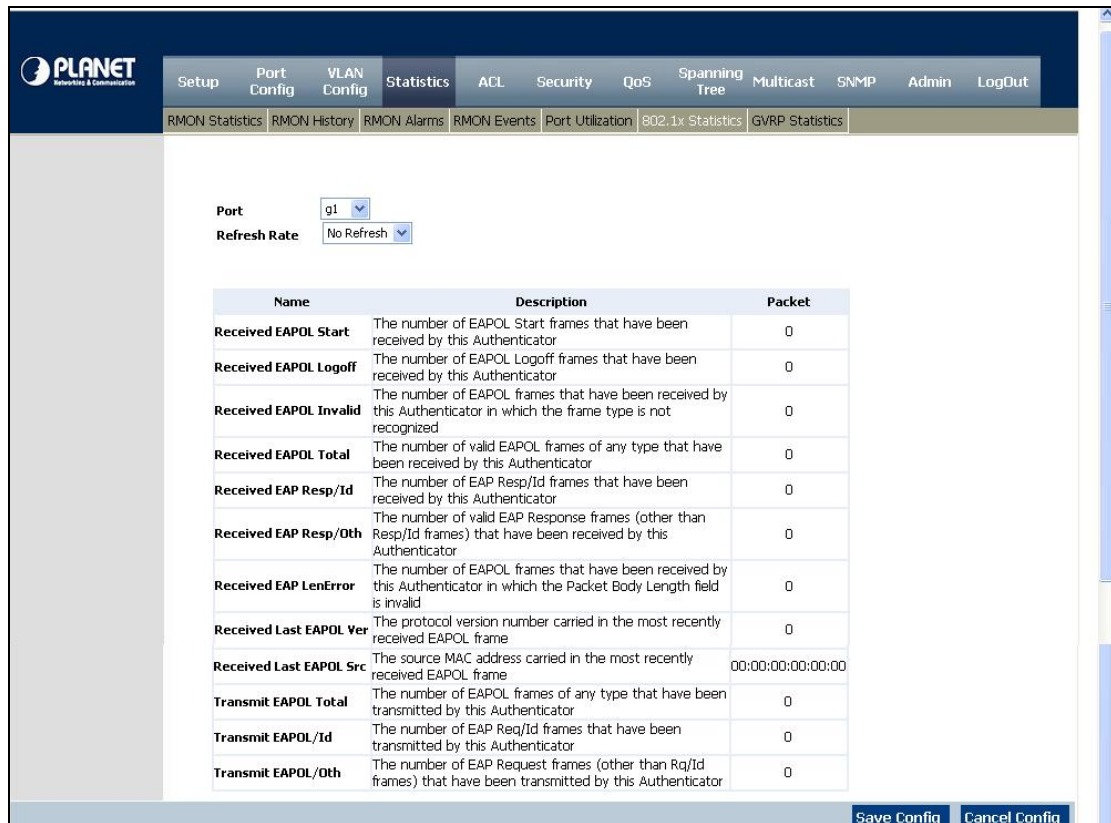 PLANET
Networking & Communication
Setup Port Config VLAN Config Statistics ACL Security QoS Spanning Tree Multicast SNMP Admin LogOut
RMON Statistics RMON History RMON Alarms RMON Events Port Utilization 802.1x Statistics GVRP Statistics
Port g1
Refresh Rate No Refresh
Name Description Packet
Received EAPOL Start The number of EAPOL Start frames that have been received by this Authenticator 0
Received EAPOL Logoff The number of EAPOL Logoff frames that have been received by this Authenticator 0
Received EAPOL Invalid The number of EAPOL frames that have been received by this Authenticator in which the frame type is not recognized 0
Received EAPOL Total The number of valid EAPOL frames of any type that have been received by this Authenticator 0
Received EAP Resp/Id The number of EAP Resp/Id frames that have been received by this Authenticator 0
Received EAP Resp/Oth The number of valid EAP Response frames (other than Resp/Id frames) that have been received by this Authenticator 0
Received EAP LenError The number of EAPOL frames that have been received by this Authenticator in which the Packet Body Length field is invalid 0
Received Last EAPOL Ver The protocol version number carried in the most recently received EAPOL frame 0
Received Last EAPOL Src The source MAC address carried in the most recently received EAPOL frame 00:00:00:00:00:00
Transmit EAPOL Total The number of EAPOL frames of any type that have been transmitted by this Authenticator 0
Transmit EAPOL/Id The number of EAP Req/Id frames that have been transmitted by this Authenticator 0
Transmit EAPOL/Oth The number of EAP Request frames (other than Rq/Id frames) that have been transmitted by this Authenticator 0
Save Config Cancel Config